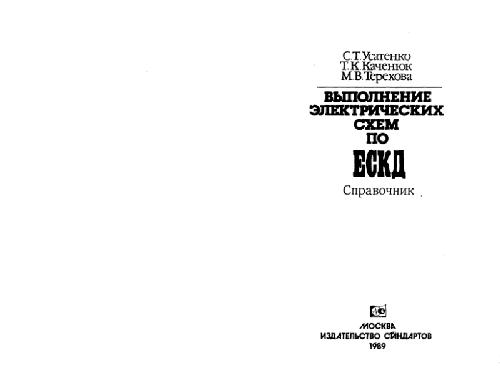 С.Т.Усатенко
Т.К.Каченюк
М.В.Терехова
ВЫПОЛНЕНИЕ
ЭЛЕКТРИЧЕСКИХ
СХЕМ
ПО
ЕСКД
Справочник
МОСКВА
ИЗДАТЕЛЬСТВО СТАНДАРТОВ
1989